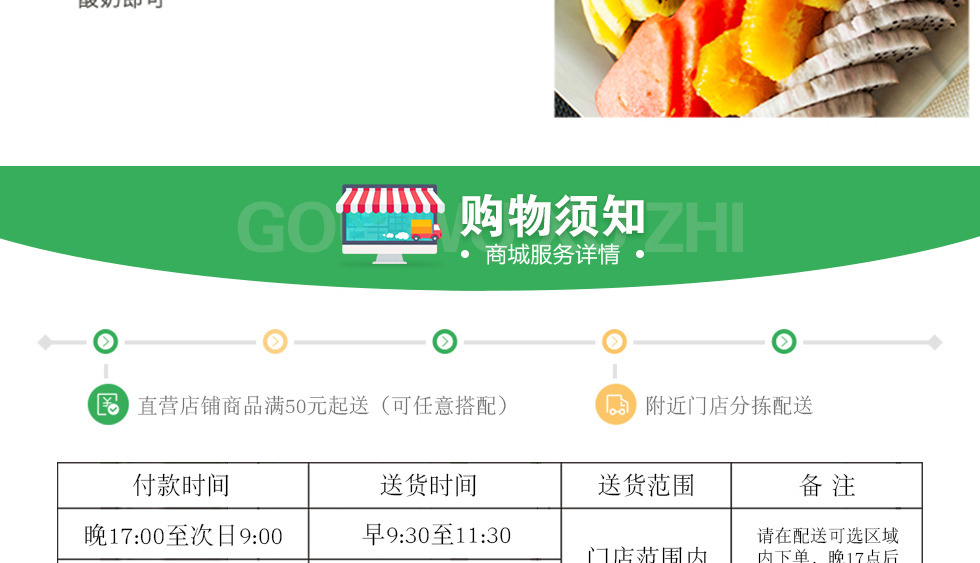 酸奶即可
购物须知
• 商城服务详情 •
直营店铺商品满50元起送（可任意搭配）
附近门店分拣配送
付款时间 送货时间 送货范围 备 注
晚17:00至次日9:00 早9:30至11:30 门店范围内 请在配送可选区域
内下单，晚17点后